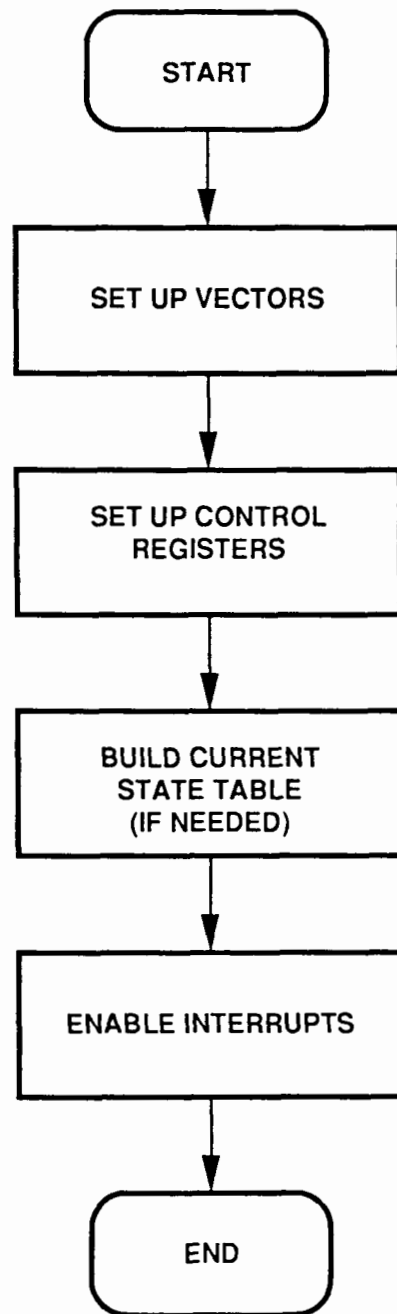 START
SET UP VECTORS
SET UP CONTROL
REGISTERS
BUILD CURRENT
STATE TABLE
(IF NEEDED)
ENABLE INTERRUPTS
END